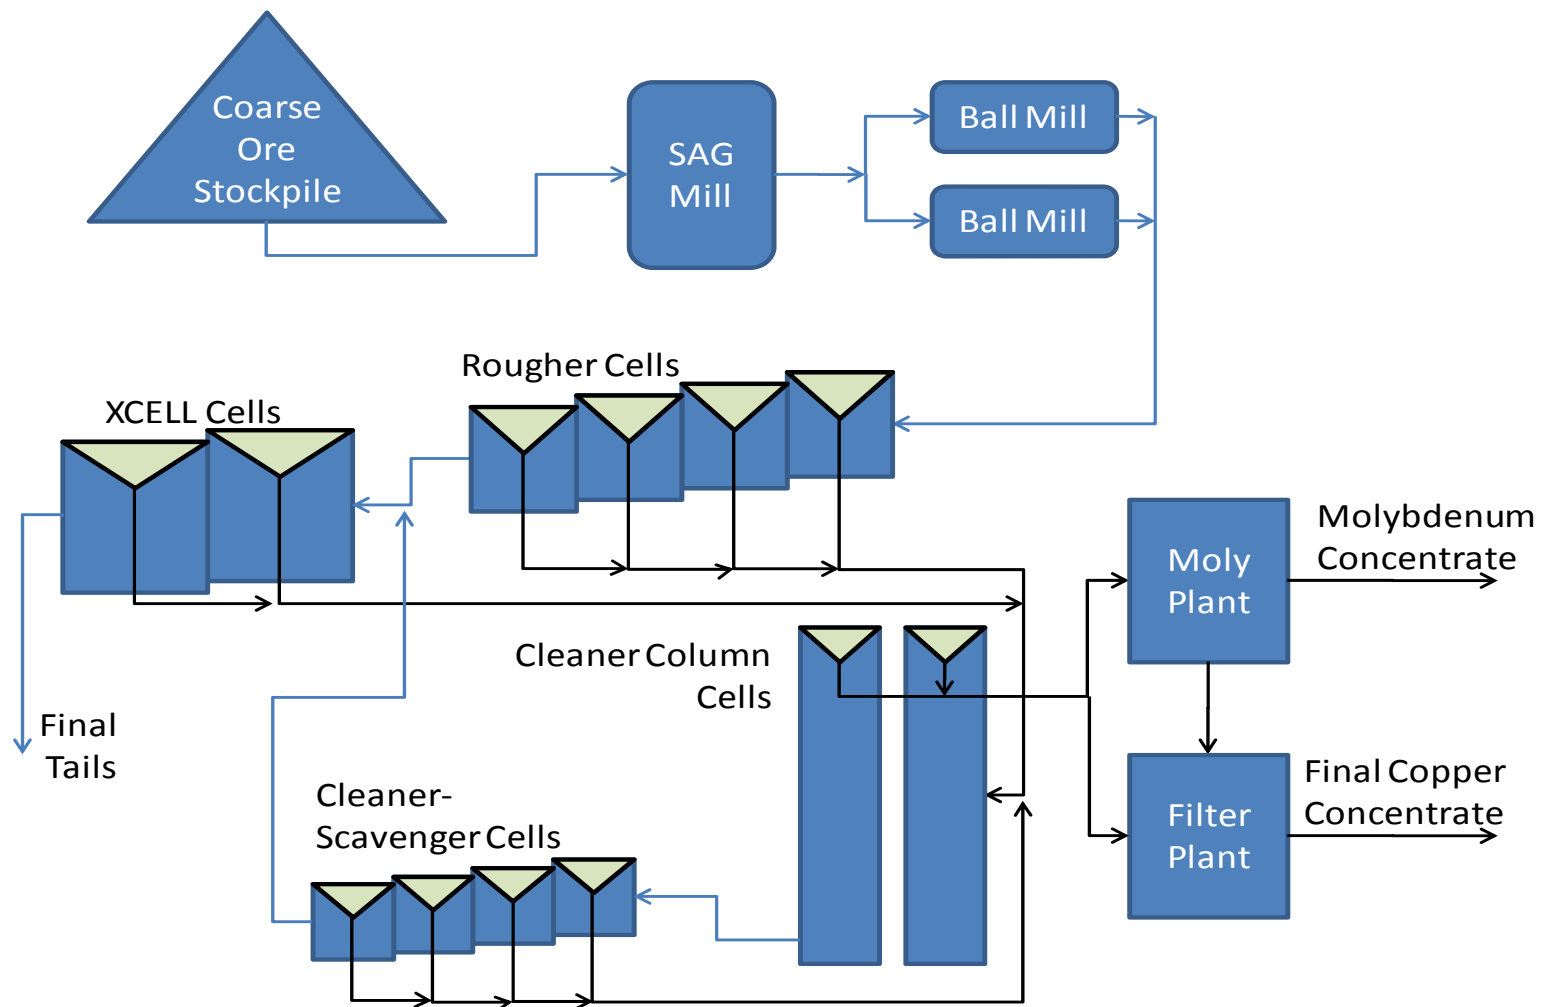 Coarse
Ore
Stockpile
SAG
Mill
Ball Mill
Ball Mill
Rougher Cells
XCELL Cells
Moly
Plant
Molybdenum
Concentrate
Cleaner Column
Cells
Final
Tails
Cleaner-
Scavenger Cells
Filter
Plant
Final Copper
Concentrate